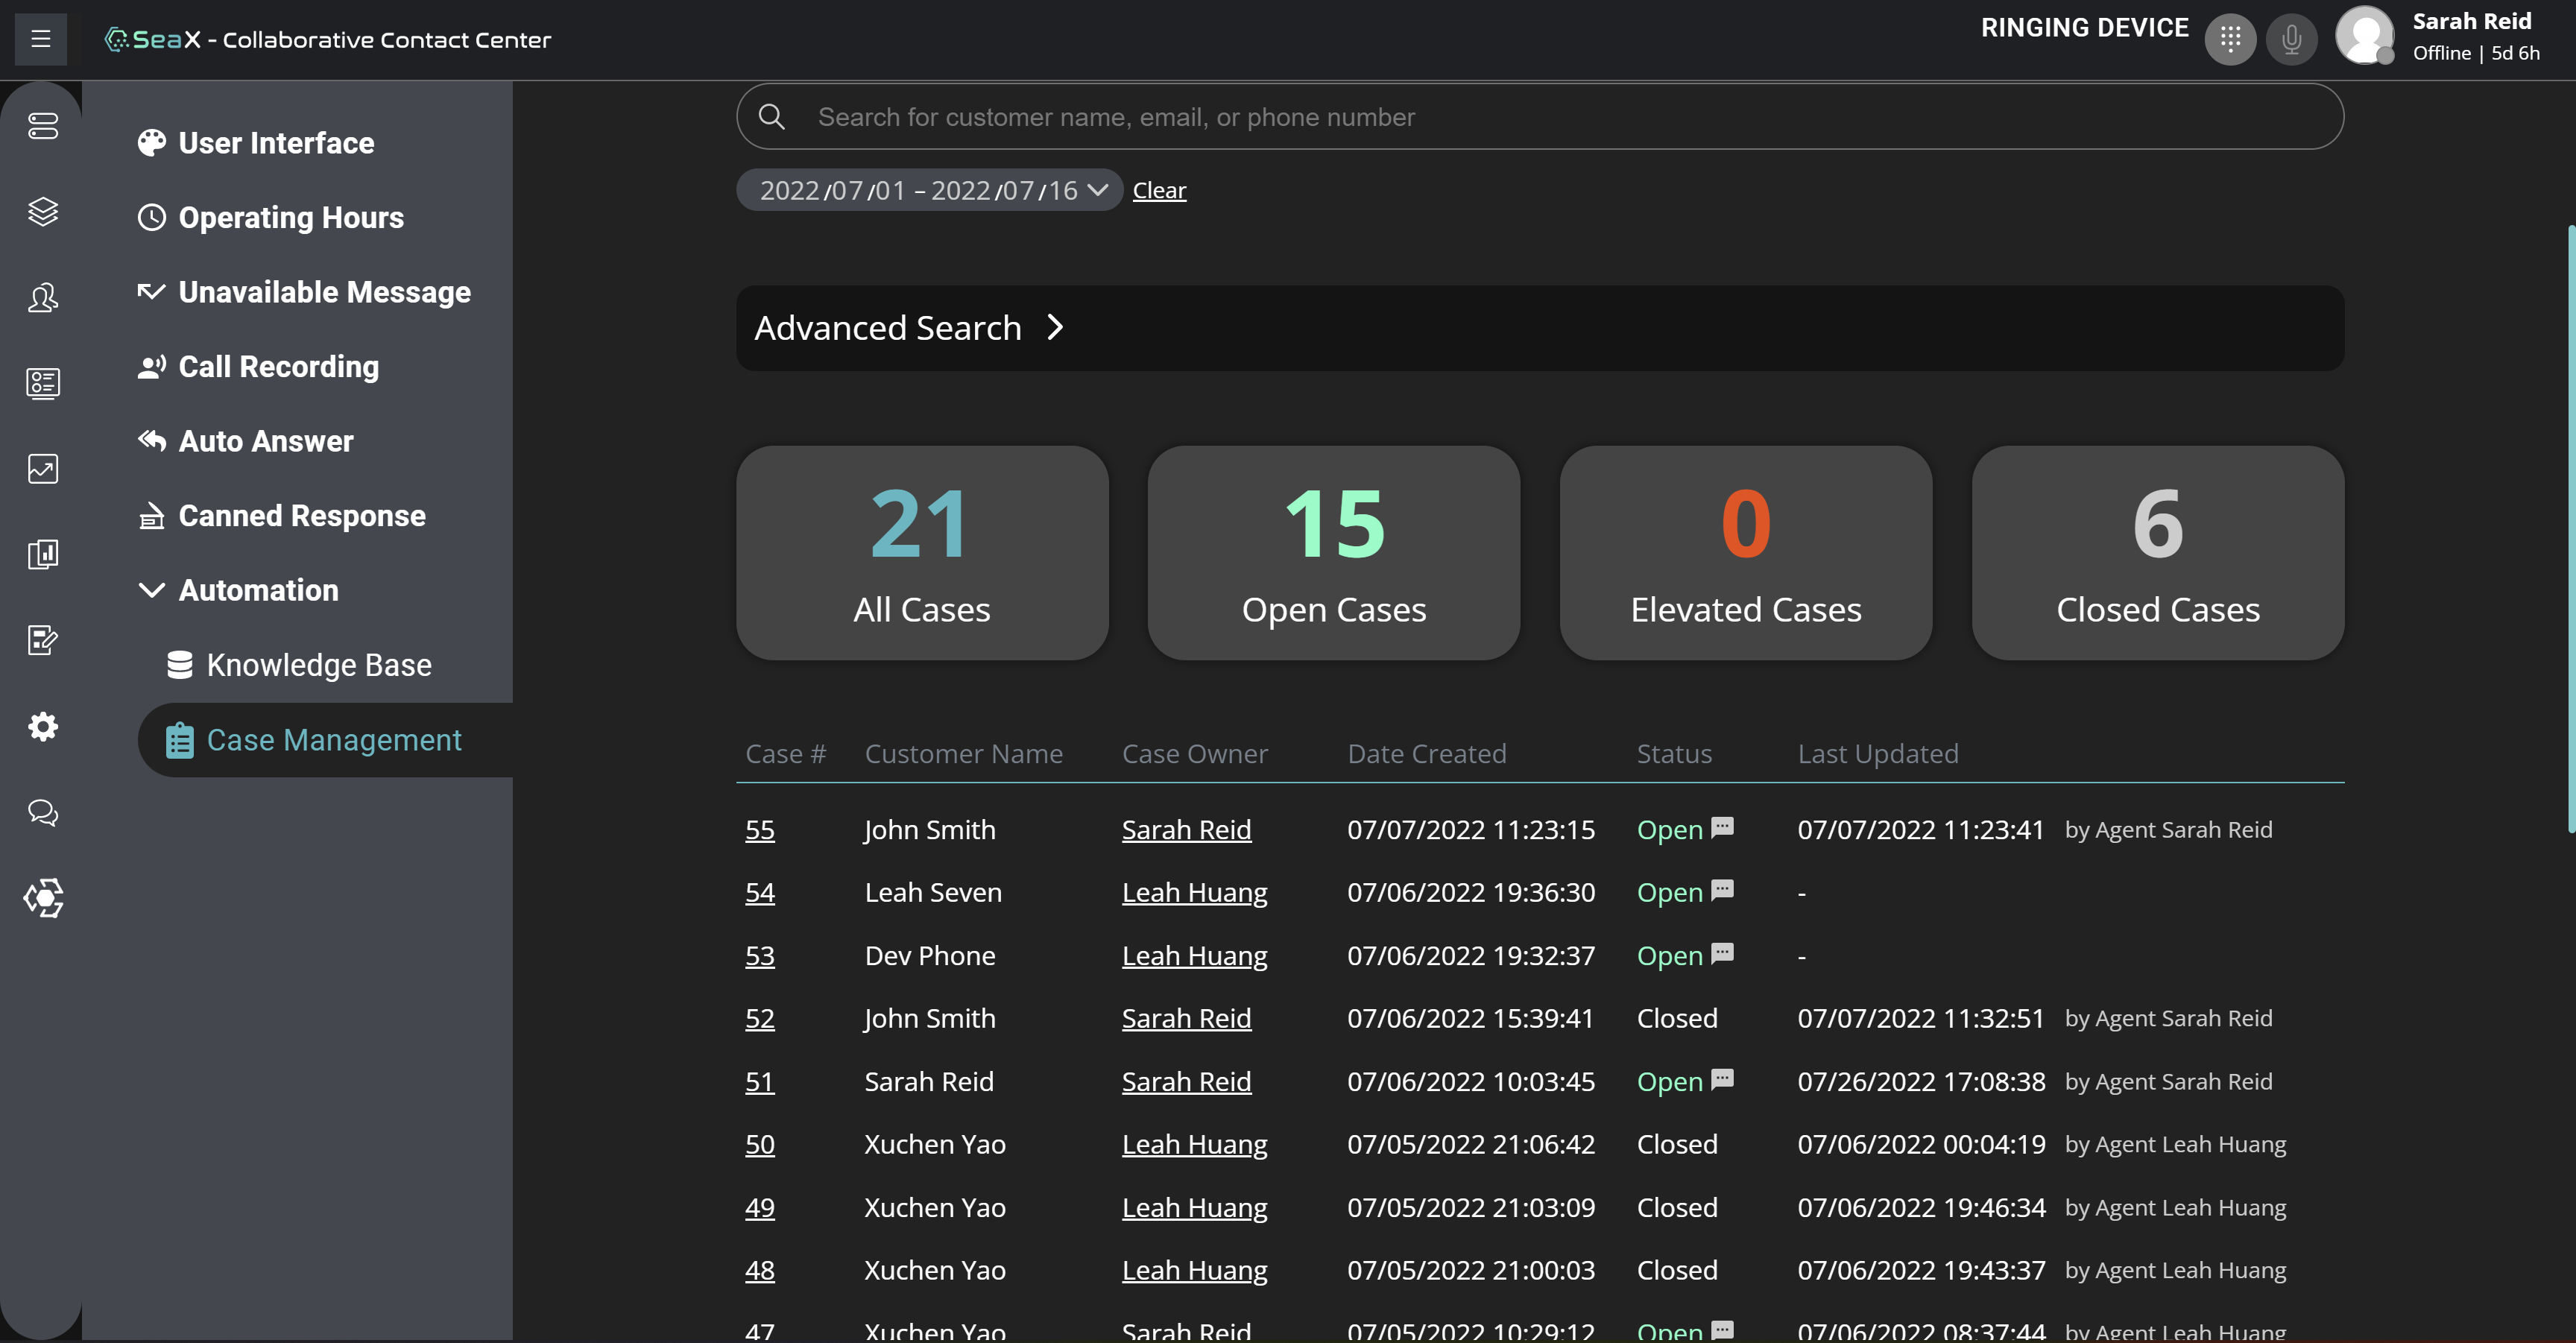 SeaX - Collaborative Contact Center
RINGING DEVICE
Sarah Reid
Offline | 5d 6h
User Interface
Operating Hours
Unavailable Message
Call Recording
Auto Answer
Canned Response
Automation
Knowledge Base
Case Management
Search for customer name, email, or phone number
2022/07/01 – 2022/07/16 Clear
Advanced Search
21 15 0 6
All Cases Open Cases Elevated Cases Closed Cases
Case # Customer Name Case Owner Date Created Status Last Updated
55 John Smith Sarah Reid 07/07/2022 11:23:15 Open 07/07/2022 11:23:41 by Agent Sarah Reid
54 Leah Seven Leah Huang 07/06/2022 19:36:30 Open -
53 Dev Phone Leah Huang 07/06/2022 19:32:37 Open -
52 John Smith Sarah Reid 07/06/2022 15:39:41 Closed 07/07/2022 11:32:51 by Agent Sarah Reid
51 Sarah Reid Sarah Reid 07/06/2022 10:03:45 Open 07/26/2022 17:08:38 by Agent Sarah Reid
50 Xuchen Yao Leah Huang 07/05/2022 21:06:42 Closed 07/06/2022 00:04:19 by Agent Leah Huang
49 Xuchen Yao Leah Huang 07/05/2022 21:03:09 Closed 07/06/2022 19:46:34 by Agent Leah Huang
48 Xuchen Yao Leah Huang 07/05/2022 21:00:03 Closed 07/06/2022 19:43:37 by Agent Leah Huang
47 Xuchen Yao Sarah Reid 07/05/2022 10:29:12 Open 07/06/2022 08:37:44 by Agent Leah Huang